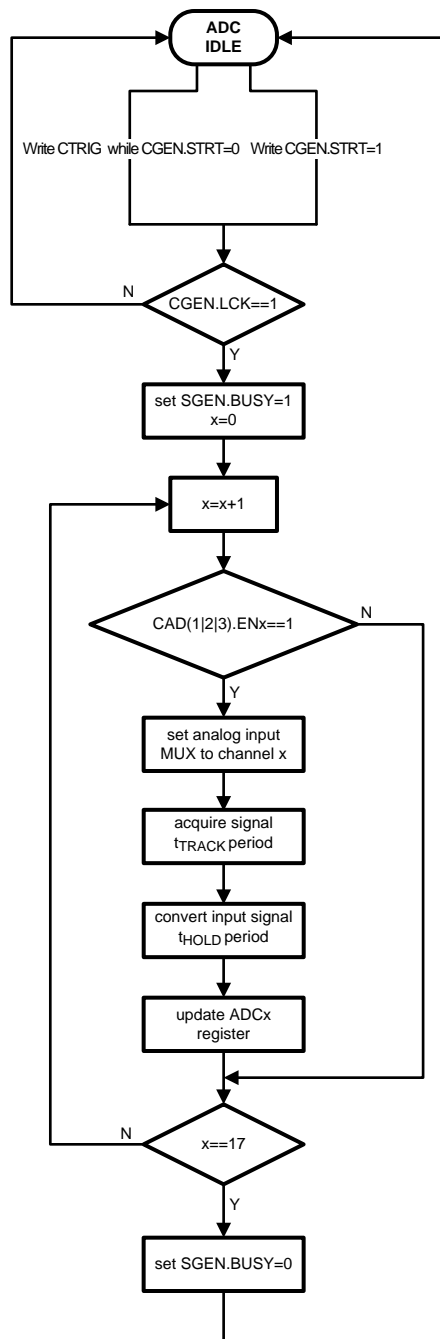 ADC
IDLE
Write CTRIG while CGEN.STRT=0 Write CGEN.STRT=1
N
CGEN.LCK==1
Y
set SGEN.BUSY=1
x=0
x=x+1
N
CAD(1|2|3).ENx==1
Y
set analog input
MUX to channel x
acquire signal
tTRACK period
convert input signal
tHOLD period
update ADCx
register
N
x==17
Y
set SGEN.BUSY=0